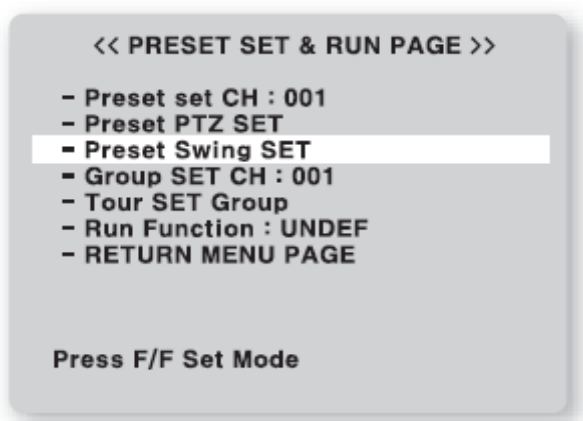 << PRESET SET & RUN PAGE >>
- Preset set CH : 001
- Preset PTZ SET
- Preset Swing SET
- Group SET CH : 001
- Tour SET Group
- Run Function : UNDEF
- RETURN MENU PAGE
Press F/F Set Mode